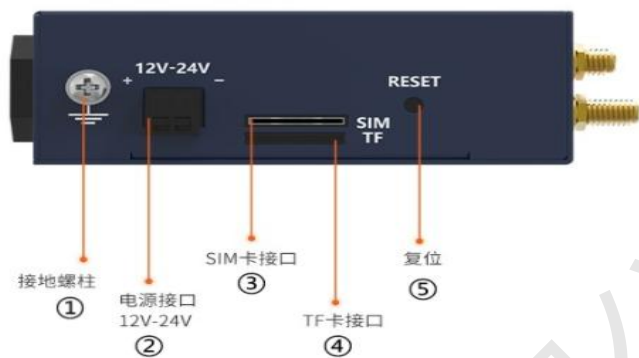 12V-24V
+ −
RESET
SIM
TF
接地螺柱
①
电源接口
12V-24V
②
SIM卡接口
③
TF卡接口
④
复位
⑤